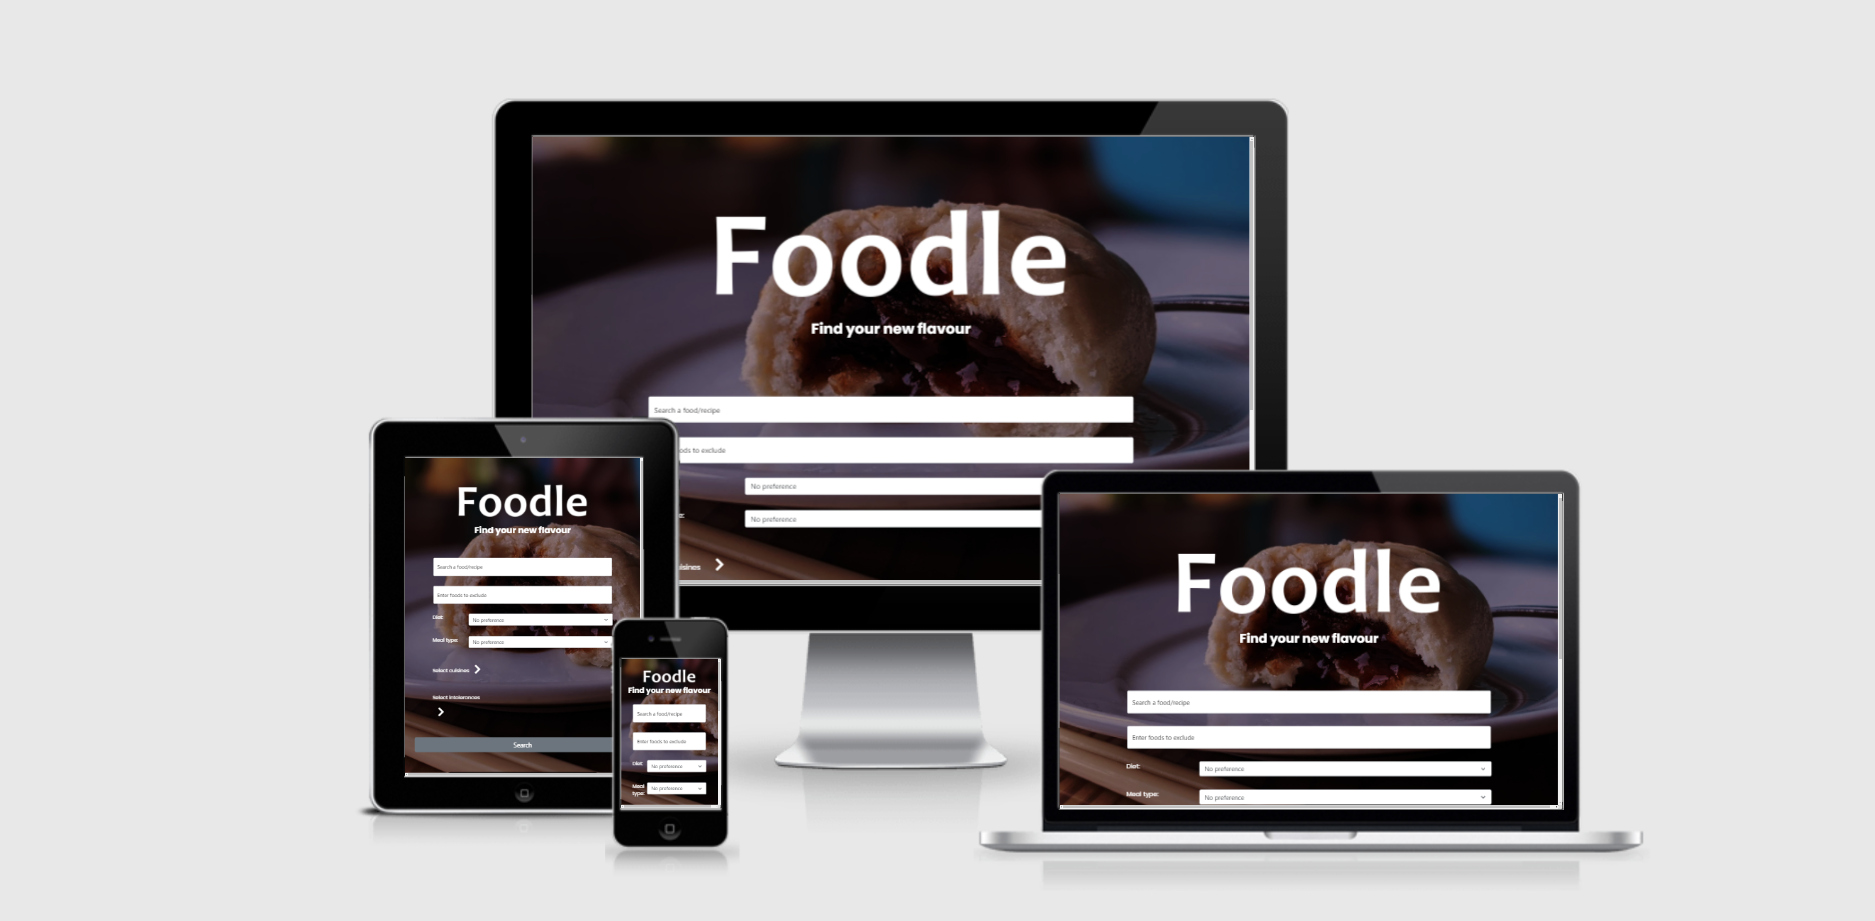 Foodle
Find your new flavour
Search a food/recipe
ods to exclude
No preference
No preference
isines
Foodle
Find your new flavour
Search a food/recipe
Enter foods to exclude
Diet: No preference
Meal type: No preference
Select cuisines
Select intolerances
Search
Foodle
Find your new flavour
Search a food/recipe
Enter foods to exclude
Diet: No preference
Meal type: No preference
Foodle
Find your new flavour
Search a food/recipe
Enter foods to exclude
Diet: No preference
Meal type: No preference